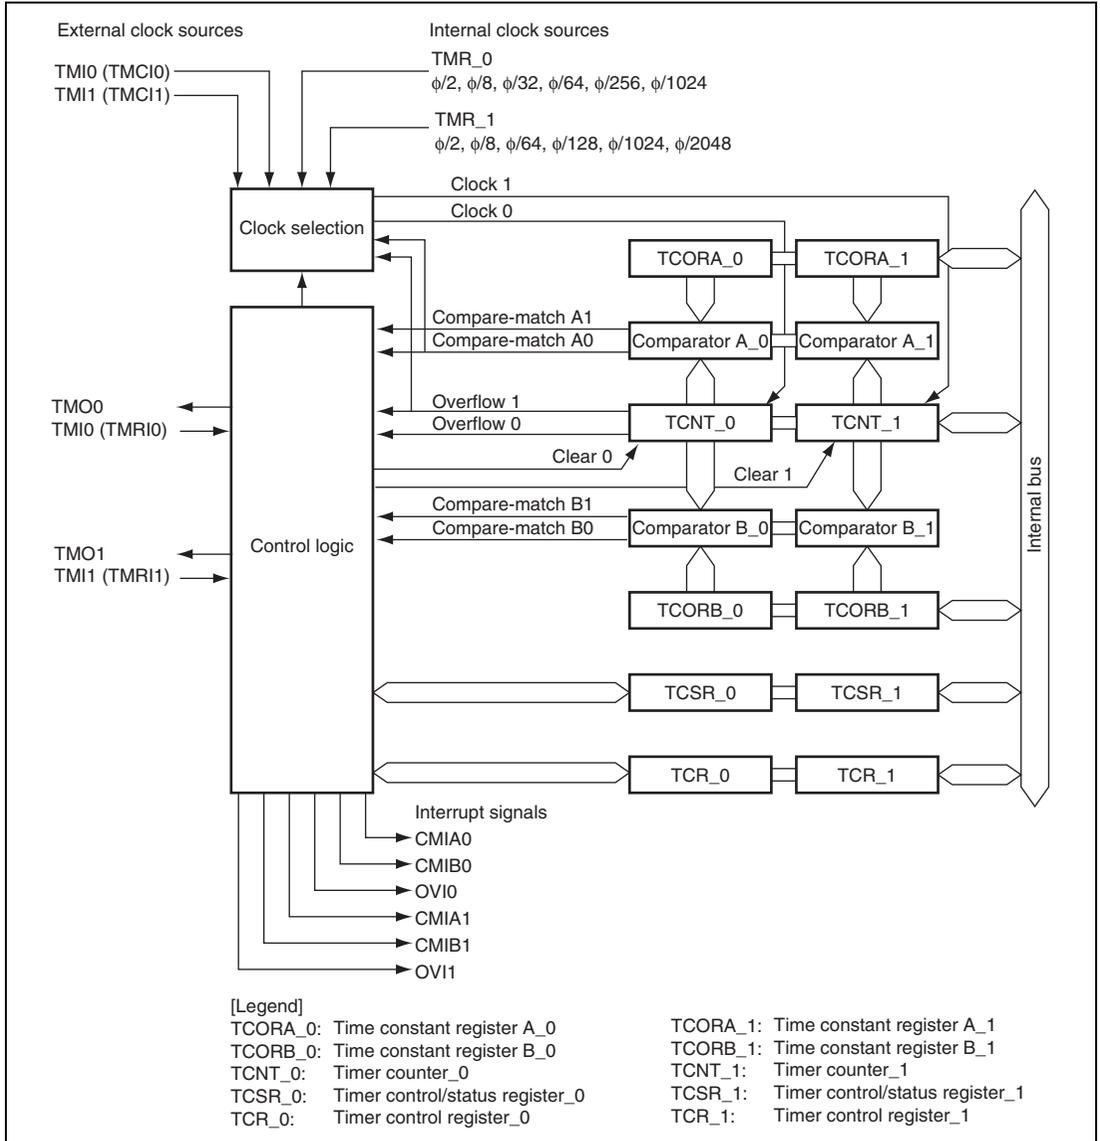 External clock sources
Internal clock sources
TMI0 (TMCI0)
TMI1 (TMCI1)
TMR_0
ϕ/2, ϕ/8, ϕ/32, ϕ/64, ϕ/256, ϕ/1024
TMR_1
ϕ/2, ϕ/8, ϕ/64, ϕ/128, ϕ/1024, ϕ/2048
Clock 1
Clock 0
Clock selection
TCORA_0
TCORA_1
Compare-match A1
Compare-match A0
Comparator A_0
Comparator A_1
TMO0
TMI0 (TMRI0)
Overflow 1
Overflow 0
TCNT_0
TCNT_1
Clear 0
Clear 1
Internal bus
Compare-match B1
Compare-match B0
Comparator B_0
Comparator B_1
Control logic
TMO1
TMI1 (TMRI1)
TCORB_0
TCORB_1
TCSR_0
TCSR_1
TCR_0
TCR_1
Interrupt signals
CMIA0
CMIB0
OVI0
CMIA1
CMIB1
OVI1
[Legend]
TCORA_0: Time constant register A_0
TCORB_0: Time constant register B_0
TCNT_0: Timer counter_0
TCSR_0: Timer control/status register_0
TCR_0: Timer control register_0
TCORA_1: Time constant register A_1
TCORB_1: Time constant register B_1
TCNT_1: Timer counter_1
TCSR_1: Timer control/status register_1
TCR_1: Timer control register_1